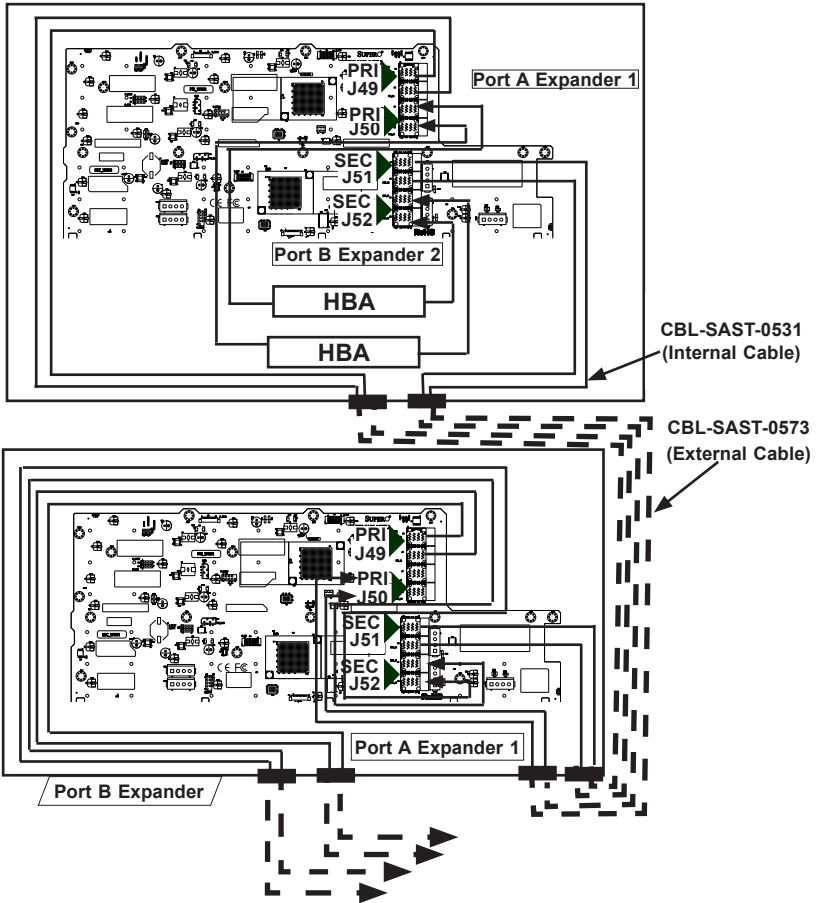 SUPER
PRI
J49
Port A Expander 1
PRI
J50
SEC
J51
SEC
J52
Port B Expander 2
HBA
HBA
CBL-SAST-0531
(Internal Cable)
CBL-SAST-0573
(External Cable)
SUPER
PRI
J49
PRI
J50
SEC
J51
SEC
J52
Port A Expander 1
Port B Expander